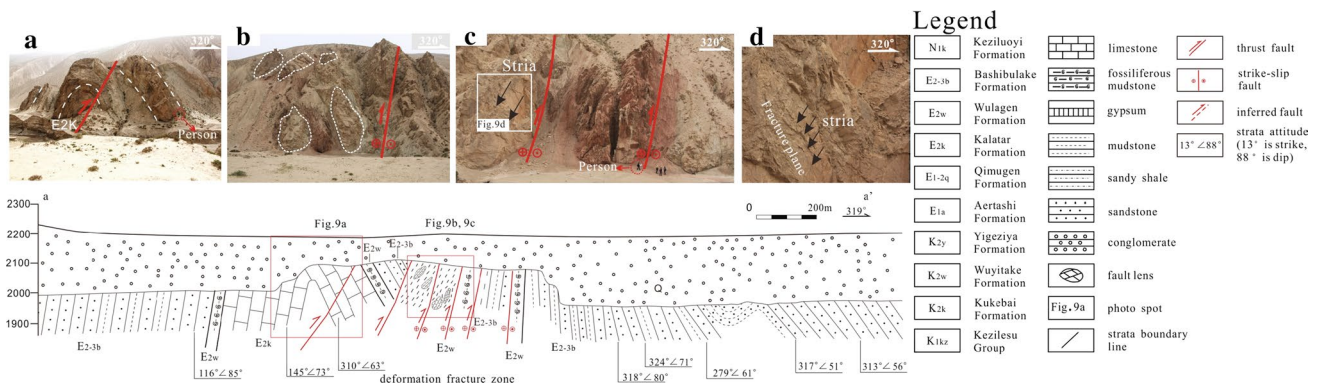 a
320°
E2K
Person
b
320°
c
320°
Stria
Fig.9d
Person
d
320°
Fracture plane
stria
a
a'
2300
2200
2100
2000
1900
Fig.9a
Fig.9b, 9c
0
200m
319°
E2w
E2-3b
Q
E2-3b
E2w
E2k
E2w
E2-3b
E2w
E2-3b
116°∠85°
145°∠73°
310°∠63°
deformation fracture zone
318°∠80°
324°∠71°
279°∠61°
317°∠51°
313°∠56°
Legend
N1k
Keziluoyi
Formation
E2-3b
Bashibulake
Formation
E2w
Wulagen
Formation
E2k
Kalatar
Formation
E1-2q
Qimugen
Formation
E1a
Aertashi
Formation
K2y
Yigeziya
Formation
K2w
Wuyitake
Formation
K2k
Kukebai
Formation
K1kz
Kezilesu
Group
limestone
fossiliferous
mudstone
gypsum
mudstone
sandy shale
sandstone
conglomerate
fault lens
Fig.9a
photo spot
strata boundary
line
thrust fault
strike-slip
fault
inferred fault
13°∠88°
strata attitude
(13° is strike,
88° is dip)